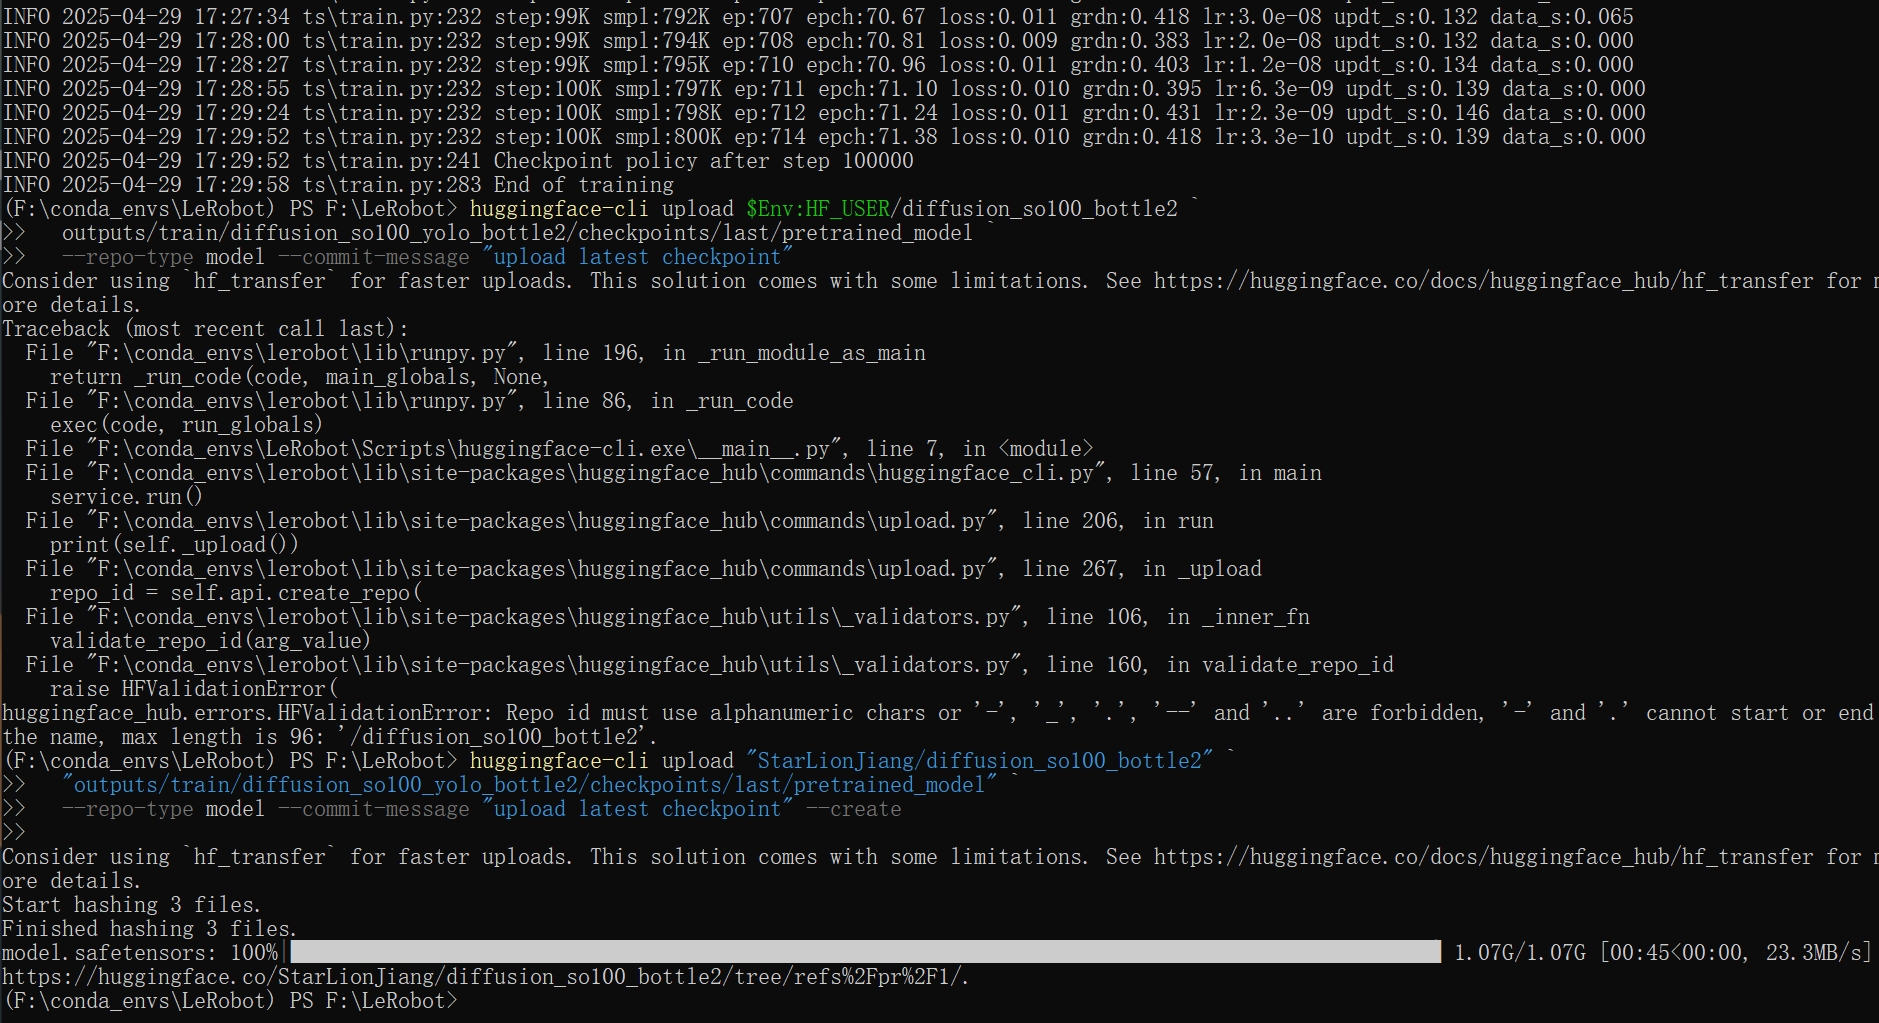 INFO 2025-04-29 17:27:34 ts\train.py:232 step:99K smpl:792K ep:707 epch:70.67 loss:0.011 grdn:0.418 lr:3.0e-08 updt_s:0.132 data_s:0.065
INFO 2025-04-29 17:28:00 ts\train.py:232 step:99K smpl:794K ep:708 epch:70.81 loss:0.009 grdn:0.383 lr:2.0e-08 updt_s:0.132 data_s:0.000
INFO 2025-04-29 17:28:27 ts\train.py:232 step:99K smpl:795K ep:710 epch:70.96 loss:0.011 grdn:0.403 lr:1.2e-08 updt_s:0.134 data_s:0.000
INFO 2025-04-29 17:28:55 ts\train.py:232 step:100K smpl:797K ep:711 epch:71.10 loss:0.010 grdn:0.395 lr:6.3e-09 updt_s:0.139 data_s:0.000
INFO 2025-04-29 17:29:24 ts\train.py:232 step:100K smpl:798K ep:712 epch:71.24 loss:0.011 grdn:0.431 lr:2.3e-09 updt_s:0.146 data_s:0.000
INFO 2025-04-29 17:29:52 ts\train.py:232 step:100K smpl:800K ep:714 epch:71.38 loss:0.010 grdn:0.418 lr:3.3e-10 updt_s:0.139 data_s:0.000
INFO 2025-04-29 17:29:52 ts\train.py:241 Checkpoint policy after step 100000
INFO 2025-04-29 17:29:58 ts\train.py:283 End of training
(F:\conda_envs\LeRobot) PS F:\LeRobot> huggingface-cli upload $Env:HF_USER/diffusion_so100_bottle2 `
>>   outputs/train/diffusion_so100_yolo_bottle2/checkpoints/last/pretrained_model `
>>   --repo-type model --commit-message "upload latest checkpoint"
Consider using `hf_transfer` for faster uploads. This solution comes with some limitations. See https://huggingface.co/docs/huggingface_hub/hf_transfer for m
ore details.
Traceback (most recent call last):
  File "F:\conda_envs\lerobot\lib\runpy.py", line 196, in _run_module_as_main
    return _run_code(code, main_globals, None,
  File "F:\conda_envs\lerobot\lib\runpy.py", line 86, in _run_code
    exec(code, run_globals)
  File "F:\conda_envs\LeRobot\Scripts\huggingface-cli.exe\__main__.py", line 7, in <module>
  File "F:\conda_envs\lerobot\lib\site-packages\huggingface_hub\commands\huggingface_cli.py", line 57, in main
    service.run()
  File "F:\conda_envs\lerobot\lib\site-packages\huggingface_hub\commands\upload.py", line 206, in run
    print(self._upload())
  File "F:\conda_envs\lerobot\lib\site-packages\huggingface_hub\commands\upload.py", line 267, in _upload
    repo_id = self.api.create_repo(
  File "F:\conda_envs\lerobot\lib\site-packages\huggingface_hub\utils\_validators.py", line 106, in _inner_fn
    validate_repo_id(arg_value)
  File "F:\conda_envs\lerobot\lib\site-packages\huggingface_hub\utils\_validators.py", line 160, in validate_repo_id
    raise HFValidationError(
huggingface_hub.errors.HFValidationError: Repo id must use alphanumeric chars or '-', '_', '.', '--' and '..' are forbidden, '-' and '.' cannot start or end
the name, max length is 96: '/diffusion_so100_bottle2'.
(F:\conda_envs\LeRobot) PS F:\LeRobot> huggingface-cli upload "StarLionJiang/diffusion_so100_bottle2" `
>>   "outputs/train/diffusion_so100_yolo_bottle2/checkpoints/last/pretrained_model" `
>>   --repo-type model --commit-message "upload latest checkpoint" --create
>>
Consider using `hf_transfer` for faster uploads. This solution comes with some limitations. See https://huggingface.co/docs/huggingface_hub/hf_transfer for m
ore details.
Start hashing 3 files.
Finished hashing 3 files.
model.safetensors: 100%| 1.07G/1.07G [00:45<00:00, 23.3MB/s]
https://huggingface.co/StarLionJiang/diffusion_so100_bottle2/tree/refs%2Fpr%2F1/.
(F:\conda_envs\LeRobot) PS F:\LeRobot>